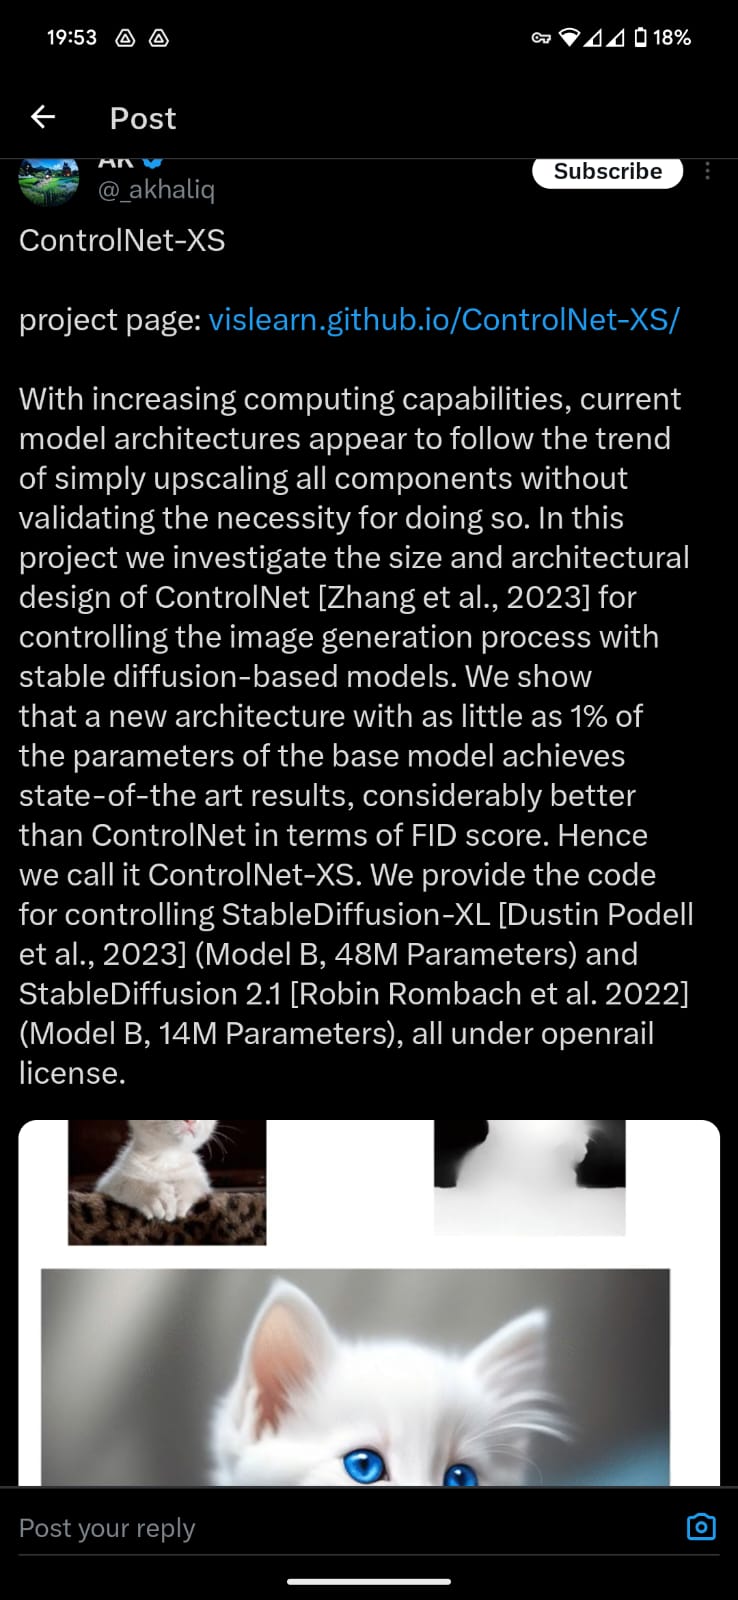 19:53
18%
Post
AK
@_akhaliq
Subscribe
ControlNet-XS
project page: vislearn.github.io/ControlNet-XS/
With increasing computing capabilities, current
model architectures appear to follow the trend
of simply upscaling all components without
validating the necessity for doing so. In this
project we investigate the size and architectural
design of ControlNet [Zhang et al., 2023] for
controlling the image generation process with
stable diffusion-based models. We show
that a new architecture with as little as 1% of
the parameters of the base model achieves
state-of-the art results, considerably better
than ControlNet in terms of FID score. Hence
we call it ControlNet-XS. We provide the code
for controlling StableDiffusion-XL [Dustin Podell
et al., 2023] (Model B, 48M Parameters) and
StableDiffusion 2.1 [Robin Rombach et al. 2022]
(Model B, 14M Parameters), all under openrail
license.
Post your reply